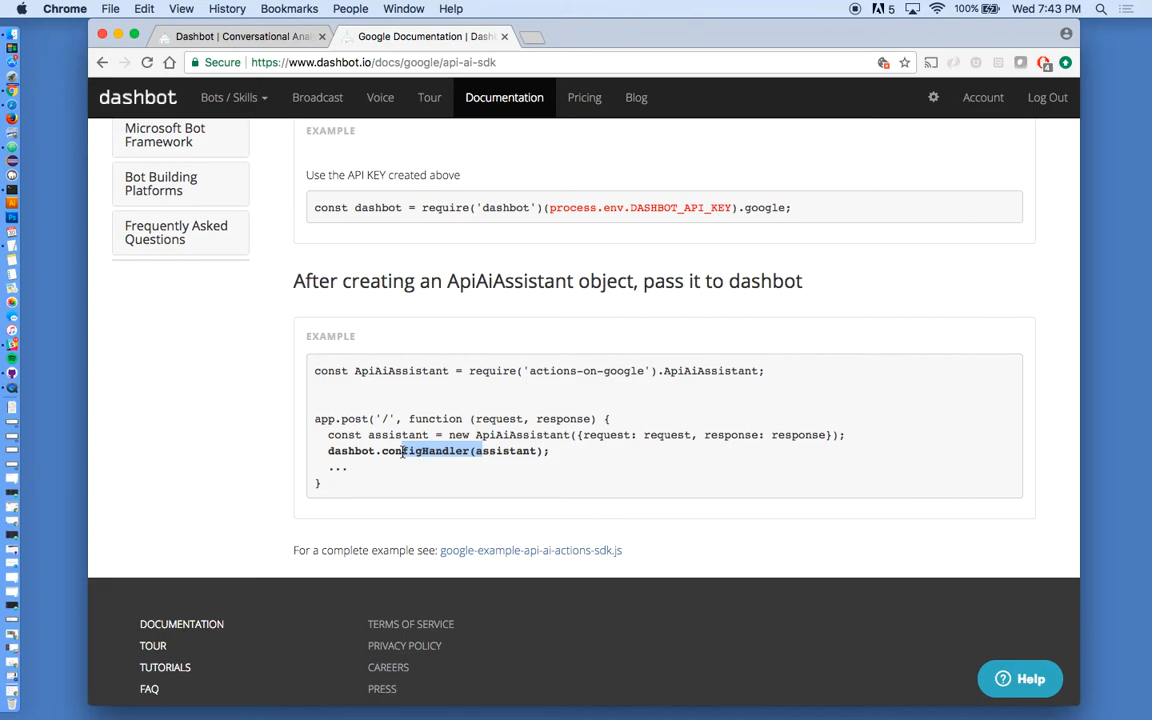 Chrome File Edit View History Bookmarks People Window Help
5 100% Wed 7:43 PM
Dashbot | Conversational Anal
Google Documentation | Dash
Secure https://www.dashbot.io/docs/google/api-ai-sdk
dashbot Bots / Skills Broadcast Voice Tour Documentation Pricing Blog Account Log Out
Microsoft Bot
Framework
Bot Building
Platforms
Frequently Asked
Questions
EXAMPLE
Use the API KEY created above
const dashbot = require('dashbot')(process.env.DASHBOT_API_KEY).google;
After creating an ApiAiAssistant object, pass it to dashbot
EXAMPLE
const ApiAiAssistant = require('actions-on-google').ApiAiAssistant;
app.post('/', function (request, response) {
const assistant = new ApiAiAssistant({request: request, response: response});
dashbot.configHandler(assistant);
...
}
For a complete example see: google-example-api-ai-actions-sdk.js
DOCUMENTATION
TOUR
TUTORIALS
FAQ
TERMS OF SERVICE
PRIVACY POLICY
CAREERS
PRESS
Help